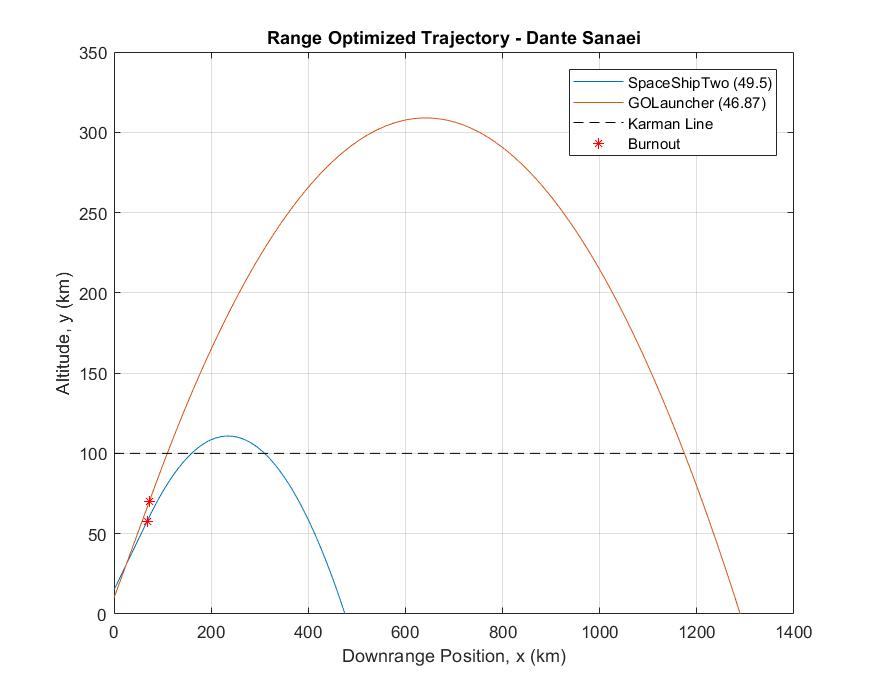 Range Optimized Trajectory - Dante Sanaei
350
300
250
200
150
100
50
0
Altitude, y (km)
SpaceShipTwo (49.5)
GOLauncher (46.87)
Karman Line
Burnout
0 200 400 600 800 1000 1200 1400
Downrange Position, x (km)